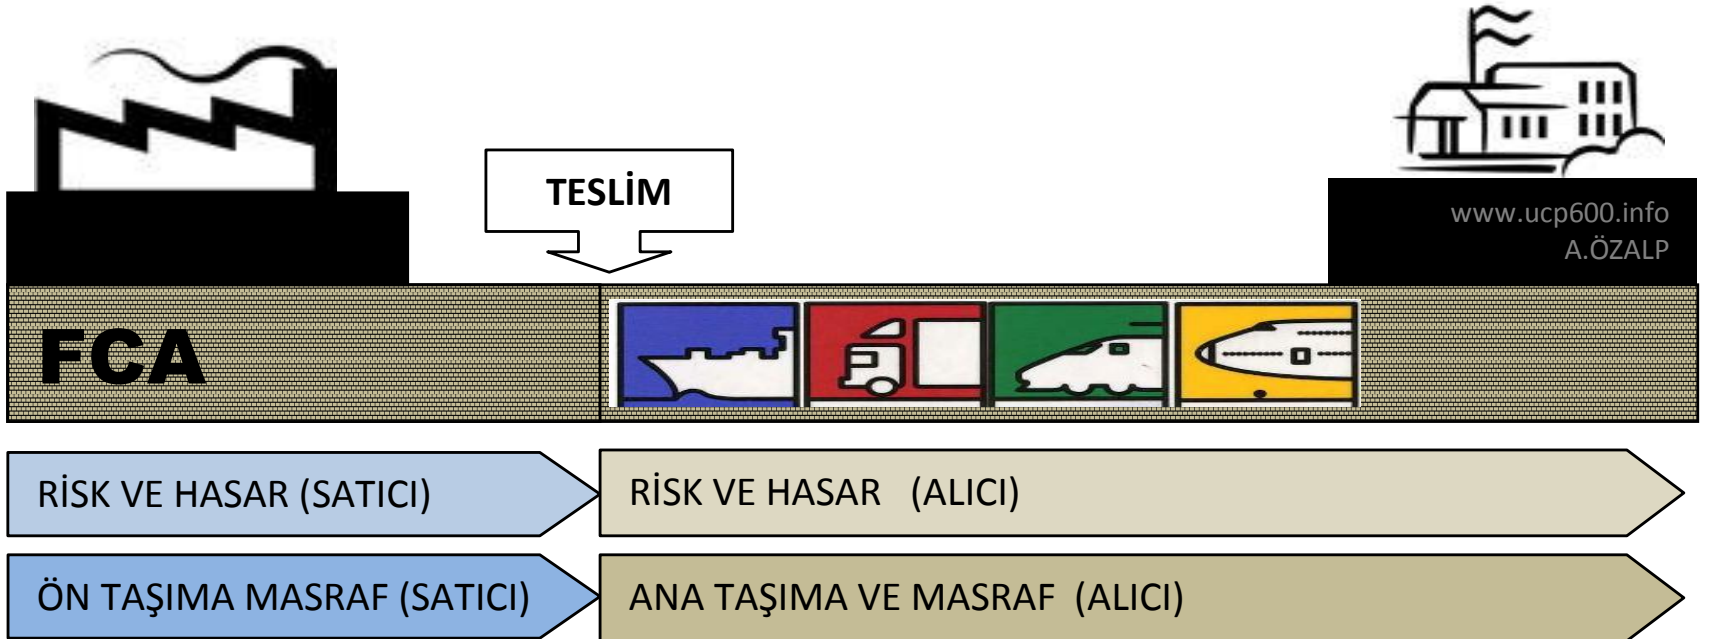 TESLİM
www.ucp600.info
A.ÖZALP
FCA
RİSK VE HASAR (SATICI)
RİSK VE HASAR (ALICI)
ÖN TAŞIMA MASRAF (SATICI)
ANA TAŞIMA VE MASRAF (ALICI)